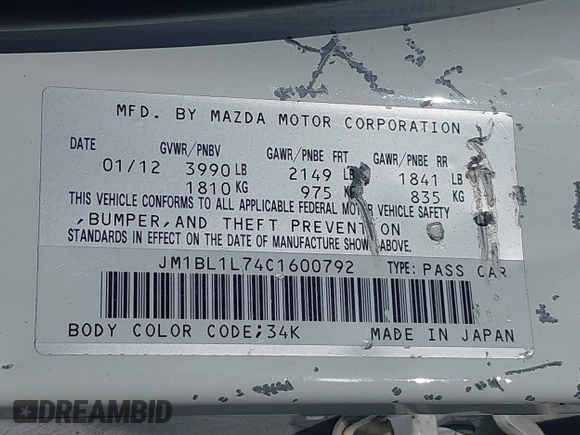 MFD. BY MAZDA MOTOR CORPORATION
DATE GVWR/PNBV GAWR/PNBE FRT GAWR/PNBE RR
01/12 3990 LB 2149 LB 1841 LB
1810 KG 975 KG 835 KG
THIS VEHICLE CONFORMS TO ALL APPLICABLE FEDERAL MOTOR VEHICLE SAFETY
,BUMPER,AND THEFT PREVENTION
STANDARDS IN EFFECT ON THE DATE OF MANUFACTURE SHOWN ABOVE.
JM1BL1L74C1600792 TYPE: PASS CAR
BODY COLOR CODE;34K MADE IN JAPAN
DREAMBID